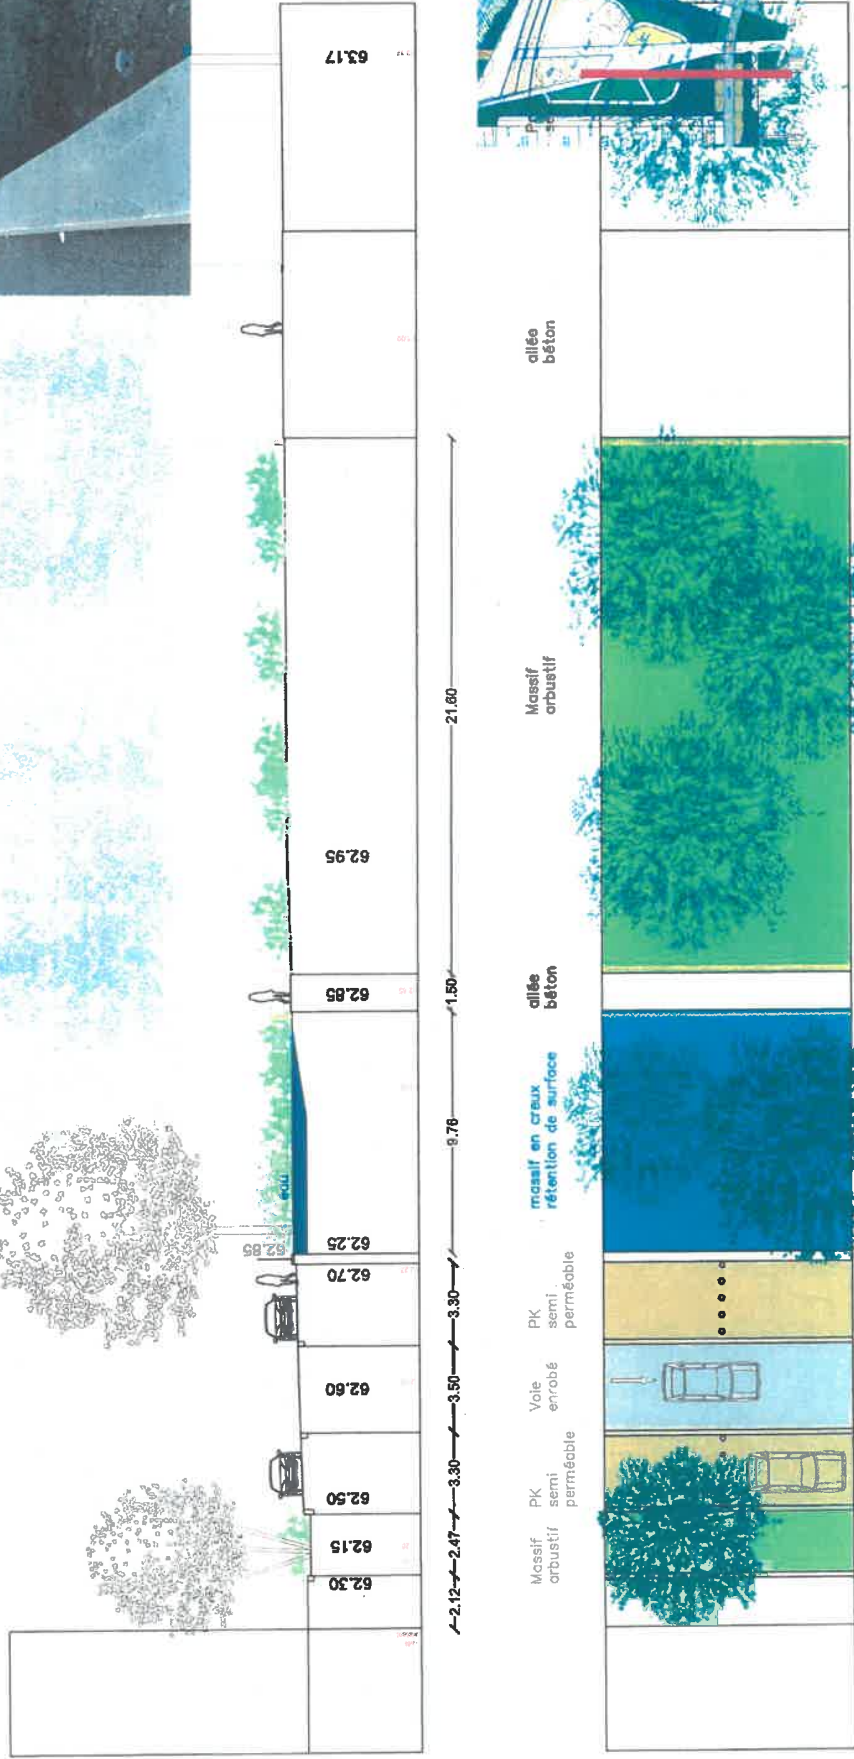 63.17
62.95
62.85
62.85
62.25
62.70
62.60
62.50
62.15
62.30
eau
21.60
1.50
9.76
3.30
3.50
3.30
2.47
2.12
allée
béton
Massif
arbustif
allée
béton
massif en creux
rétention de surface
PK
semi
perméable
Voie
enrobé
PK
semi
perméable
Massif
arbustif